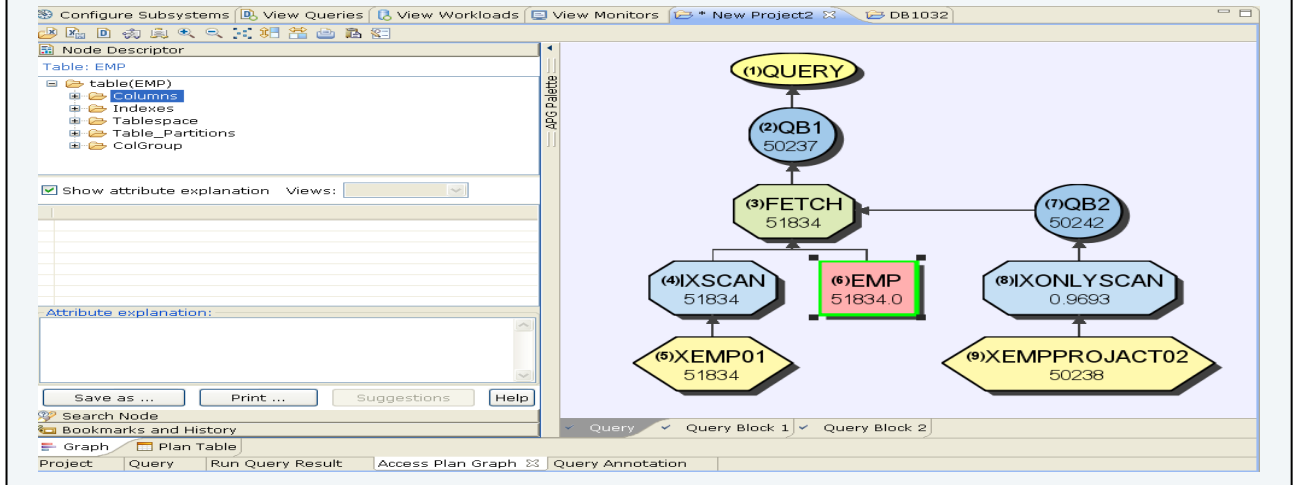 Configure Subsystems View Queries View Workloads View Monitors * New Project2 DB1032
Node Descriptor
Table: EMP
table(EMP)
Columns
Indexes
Tablespace
Table_Partitions
ColGroup
Show attribute explanation Views:
Attribute explanation:
Save as ... Print ... Suggestions Help
Search Node
Bookmarks and History
APG Palette
(1)QUERY
(2)QB1
50237
(3)FETCH
51834
(7)QB2
50242
(4)IXSCAN
51834
(6)EMP
51834.0
(8)IXONLYSCAN
0.9693
(5)XEMP01
51834
(9)XEMPPROJACT02
50238
Query Query Block 1 Query Block 2
Graph Plan Table
Project Query Run Query Result Access Plan Graph Query Annotation